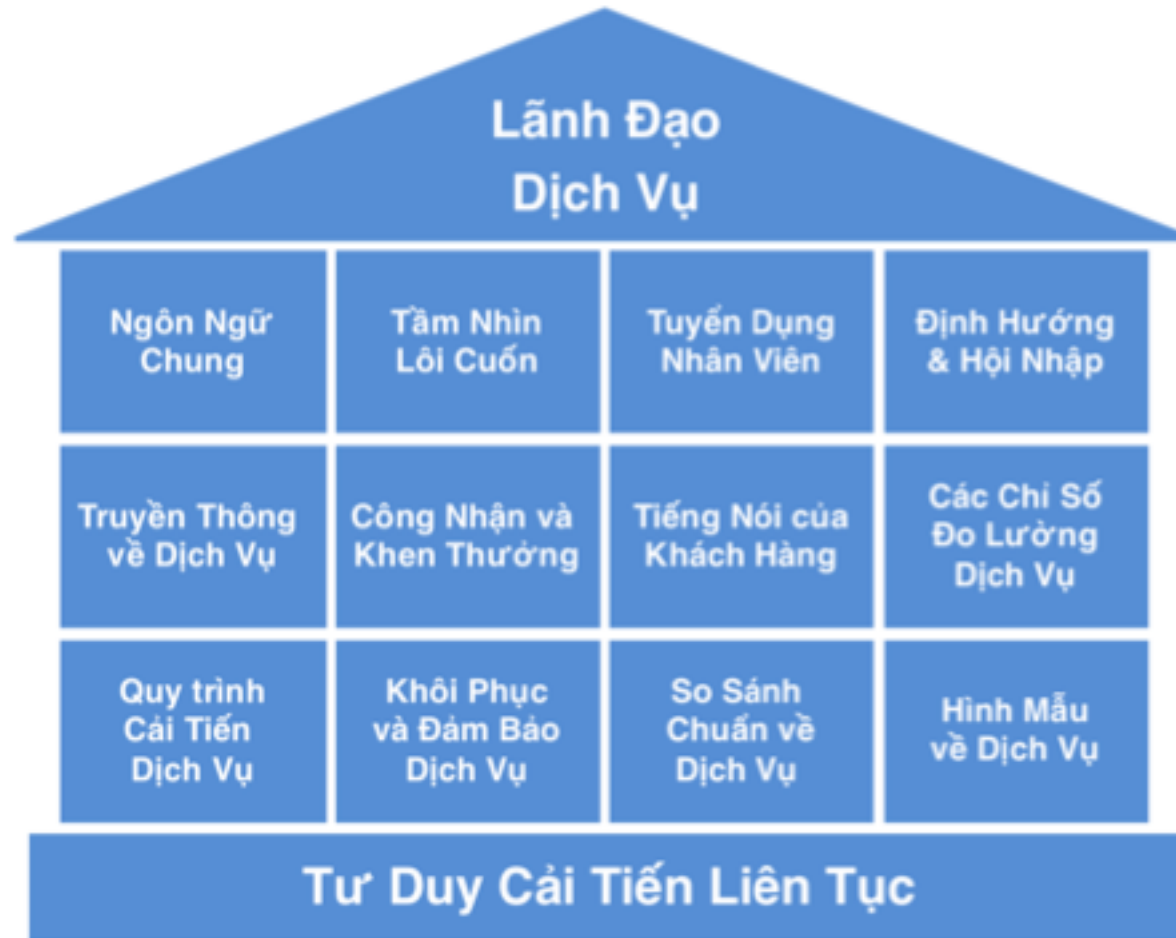 Lãnh Đạo
Dịch Vụ
Ngôn Ngữ
Chung
Tầm Nhìn
Lôi Cuốn
Tuyển Dụng
Nhân Viên
Định Hướng
& Hội Nhập
Truyền Thông
về Dịch Vụ
Công Nhận và
Khen Thưởng
Tiếng Nói của
Khách Hàng
Các Chỉ Số
Đo Lường
Dịch Vụ
Quy trình
Cải Tiến
Dịch Vụ
Khôi Phục
và Đảm Bảo
Dịch Vụ
So Sánh
Chuẩn về
Dịch Vụ
Hình Mẫu
về Dịch Vụ
Tư Duy Cải Tiến Liên Tục